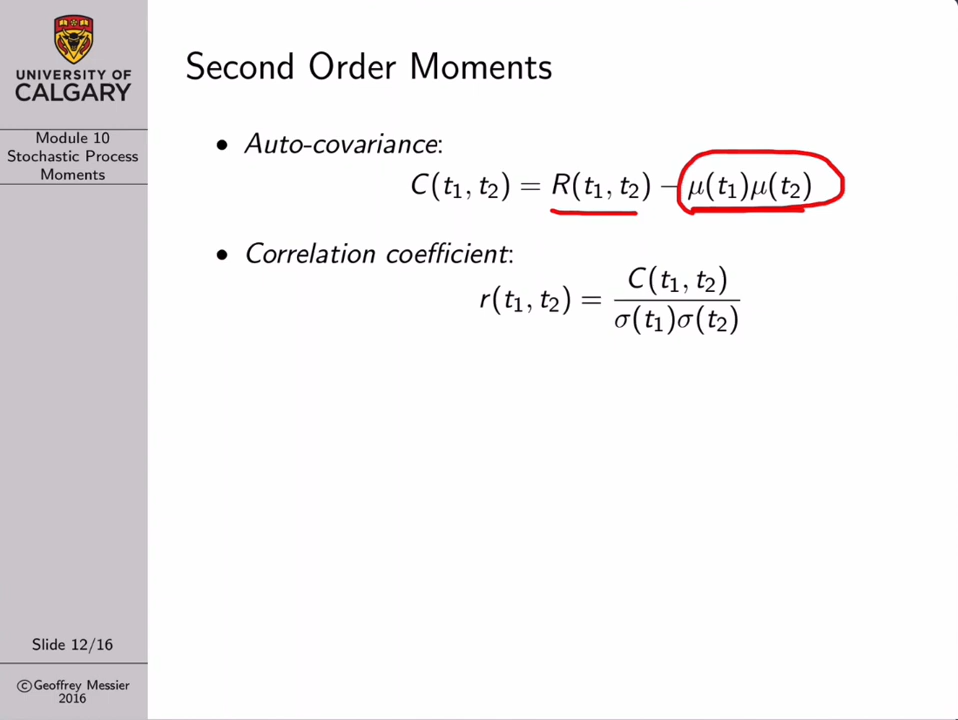 UNIVERSITY OF
CALGARY
Module 10
Stochastic Process
Moments
Second Order Moments
• Auto-covariance:
C(t₁, t₂) = R(t₁, t₂) − μ(t₁)μ(t₂)
• Correlation coefficient:
r(t₁, t₂) = C(t₁, t₂) / σ(t₁)σ(t₂)
Slide 12/16
©Geoffrey Messier
2016